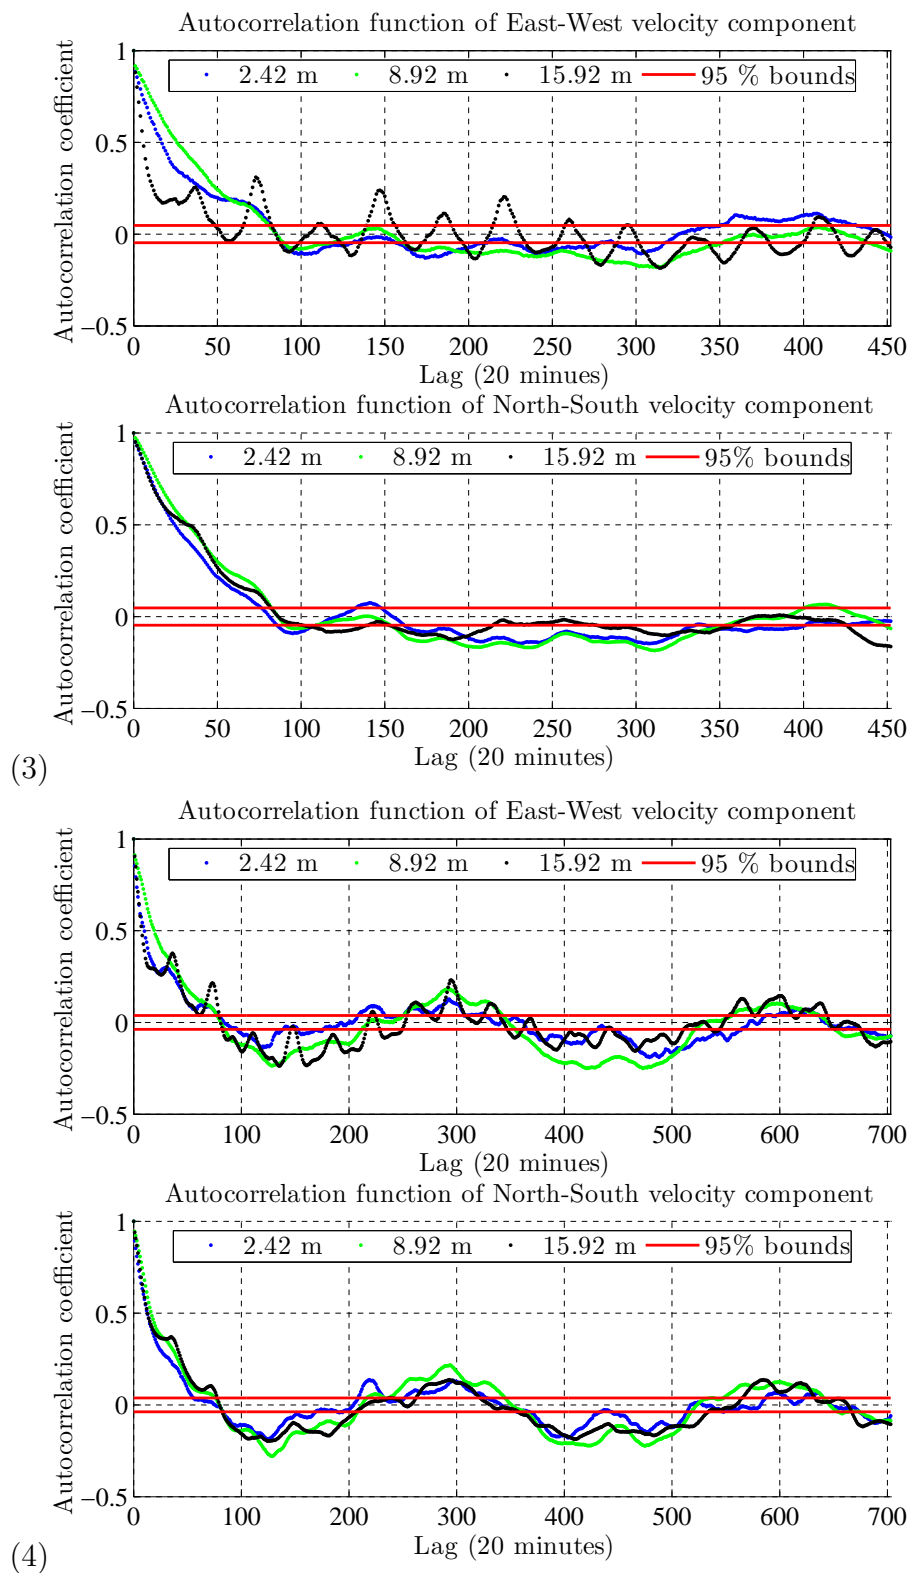 Autocorrelation function of East-West velocity component
Autocorrelation coefficient
2.42 m 8.92 m 15.92 m 95 % bounds
1
0.5
0
−0.5
0 50 100 150 200 250 300 350 400 450
Lag (20 minues)
Autocorrelation function of North-South velocity component
Autocorrelation coefficient
2.42 m 8.92 m 15.92 m 95% bounds
1
0.5
0
−0.5
0 50 100 150 200 250 300 350 400 450
Lag (20 minutes)
(3)
Autocorrelation function of East-West velocity component
Autocorrelation coefficient
2.42 m 8.92 m 15.92 m 95 % bounds
1
0.5
0
−0.5
0 100 200 300 400 500 600 700
Lag (20 minues)
Autocorrelation function of North-South velocity component
Autocorrelation coefficient
2.42 m 8.92 m 15.92 m 95% bounds
1
0.5
0
−0.5
0 100 200 300 400 500 600 700
Lag (20 minutes)
(4)